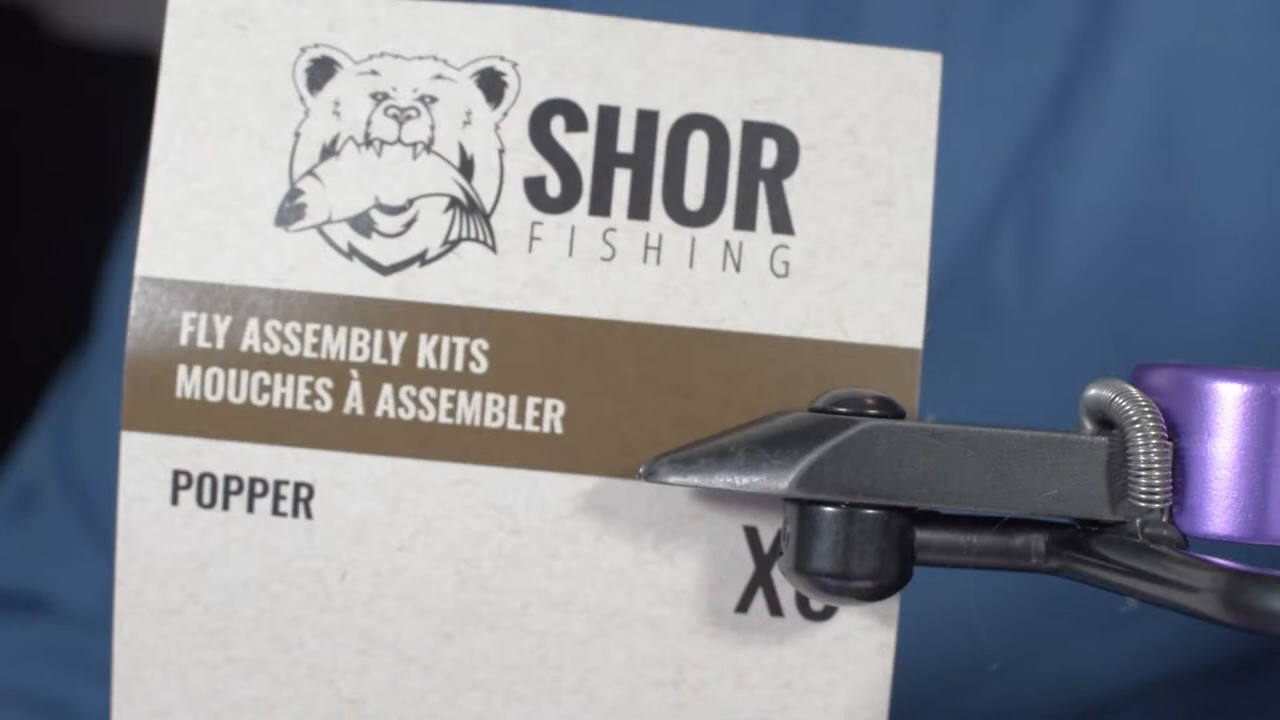 SHOR
FISHING
FLY ASSEMBLY KITS
MOUCHES À ASSEMBLER
POPPER